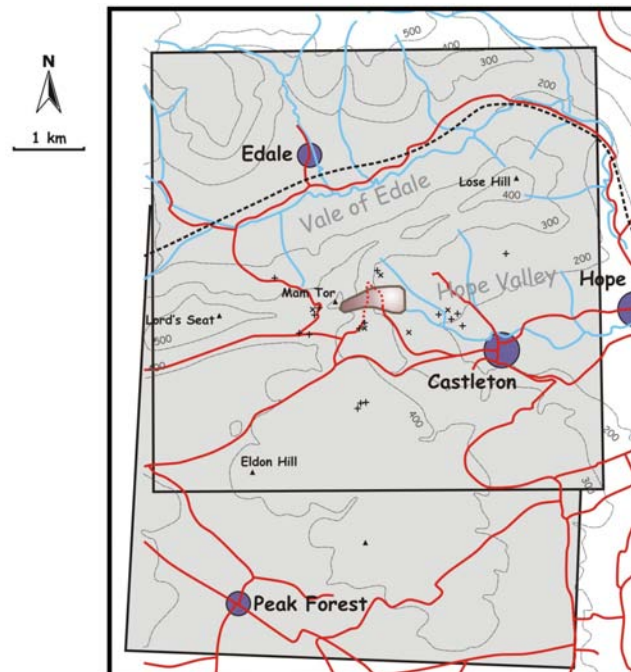 500
400
300
N
200
1 km
Edale
Lose Hill
400
Vale of Edale
300
Hope Valley
200
Hope
Mam Tor
Lord's Seat
500
400
Castleton
400
200
Eldon Hill
300
Peak Forest